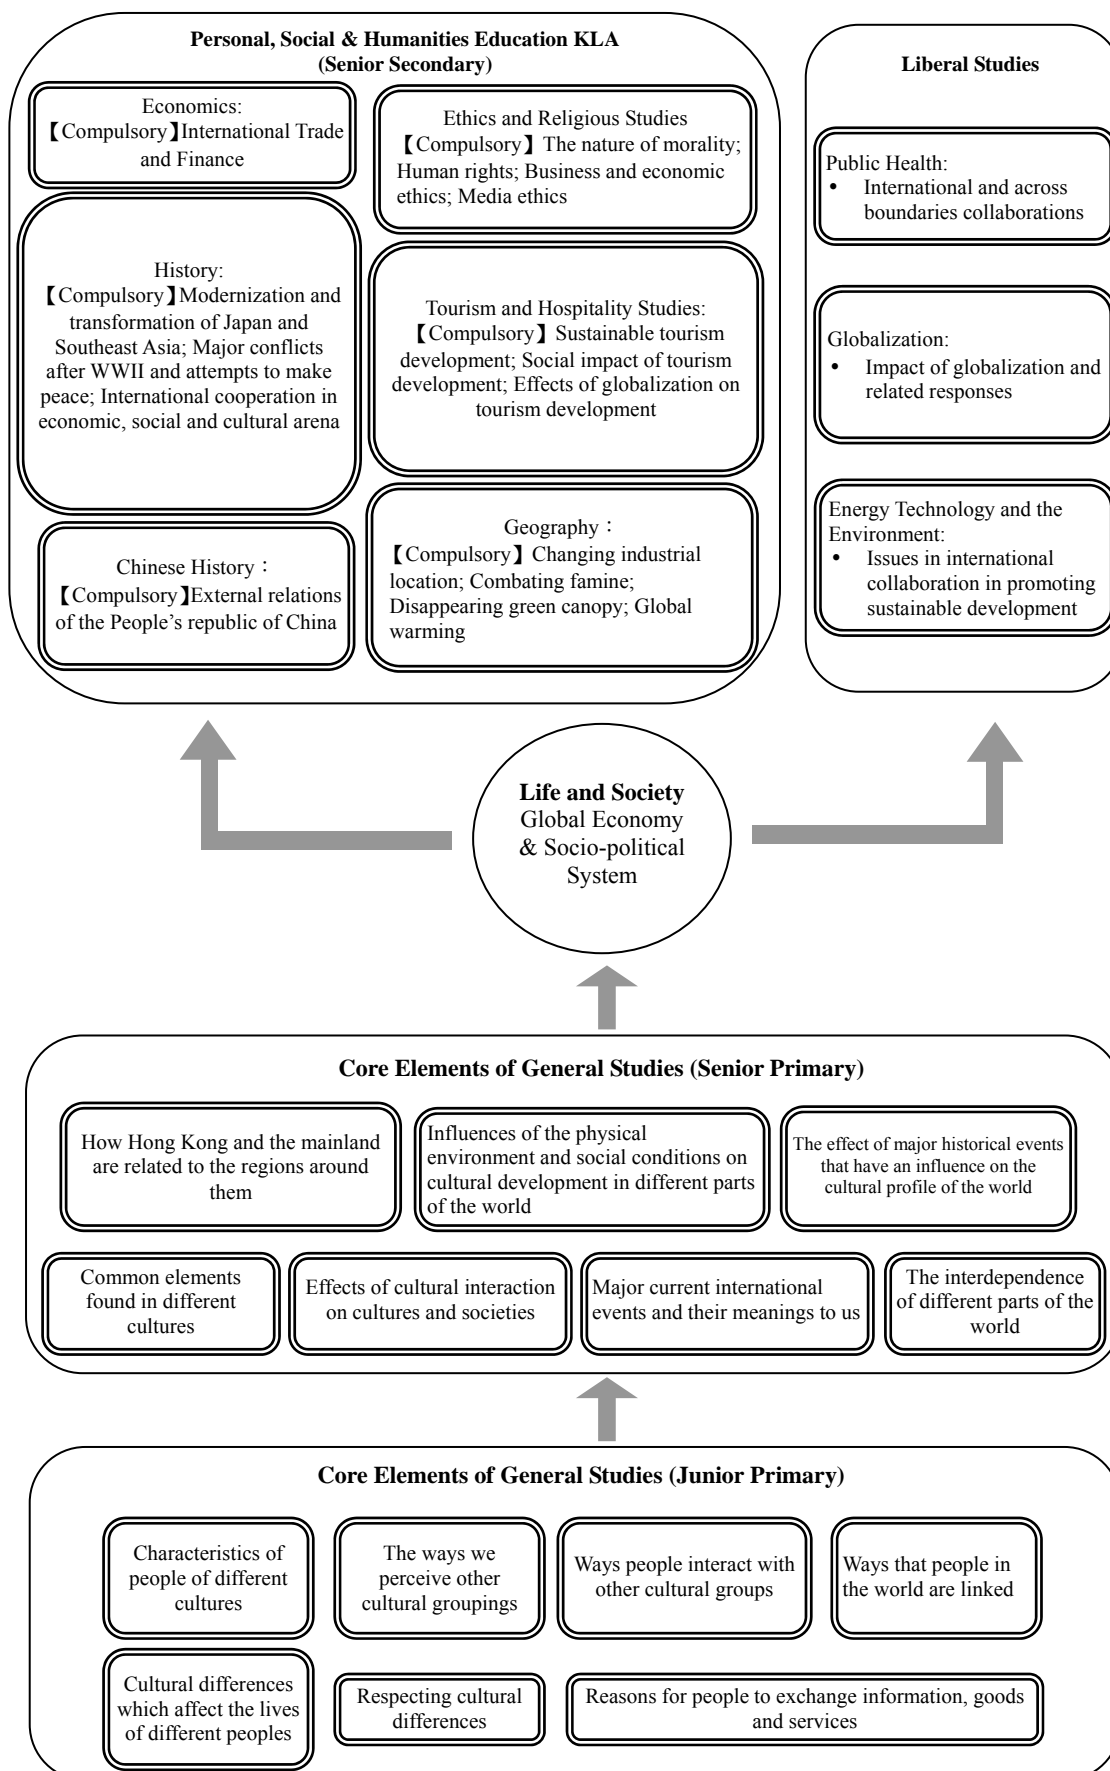 Personal, Social & Humanities Education KLA
(Senior Secondary)
Economics:
【Compulsory】International Trade
and Finance
History:
【Compulsory】Modernization and
transformation of Japan and
Southeast Asia; Major conflicts
after WWII and attempts to make
peace; International cooperation in
economic, social and cultural arena
Chinese History：
【Compulsory】External relations
of the People’s republic of China
Ethics and Religious Studies
【Compulsory】The nature of morality;
Human rights; Business and economic
ethics; Media ethics
Tourism and Hospitality Studies:
【Compulsory】Sustainable tourism
development; Social impact of tourism
development; Effects of globalization on
tourism development
Geography：
【Compulsory】Changing industrial
location; Combating famine;
Disappearing green canopy; Global
warming
Liberal Studies
Public Health:
• International and across
boundaries collaborations
Globalization:
• Impact of globalization and
related responses
Energy Technology and the
Environment:
• Issues in international
collaboration in promoting
sustainable development
Life and Society
Global Economy
& Socio-political
System
Core Elements of General Studies (Senior Primary)
How Hong Kong and the mainland
are related to the regions around
them
Influences of the physical
environment and social conditions on
cultural development in different parts
of the world
The effect of major historical events
that have an influence on the
cultural profile of the world
Common elements
found in different
cultures
Effects of cultural interaction
on cultures and societies
Major current international
events and their meanings to us
The interdependence
of different parts of the
world
Core Elements of General Studies (Junior Primary)
Characteristics of
people of different
cultures
The ways we
perceive other
cultural groupings
Ways people interact with
other cultural groups
Ways that people in
the world are linked
Cultural differences
which affect the lives
of different peoples
Respecting cultural
differences
Reasons for people to exchange information, goods
and services